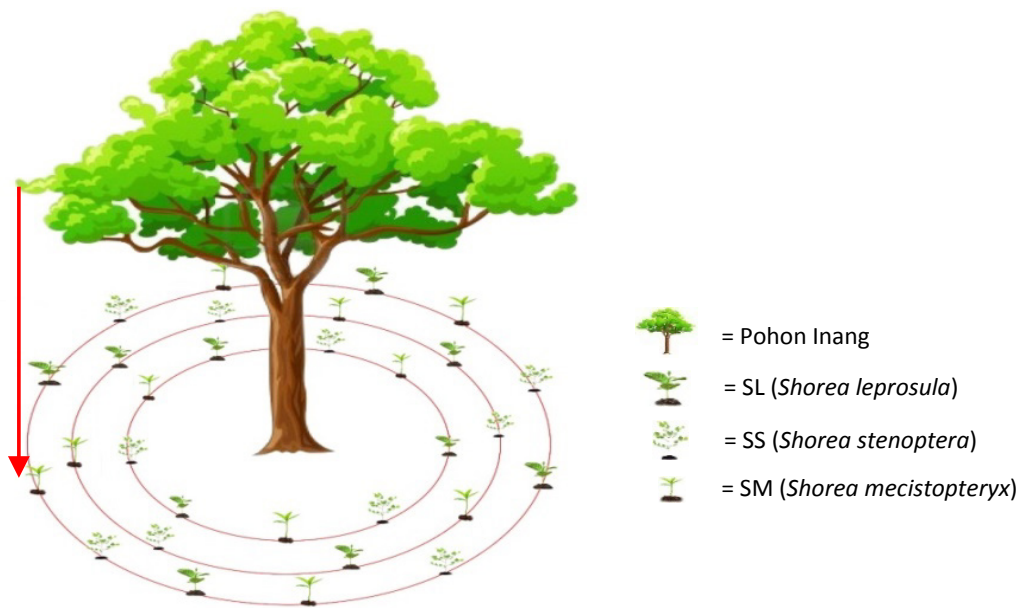 = Pohon Inang
= SL (Shorea leprosula)
= SS (Shorea stenoptera)
= SM (Shorea mecistopteryx)